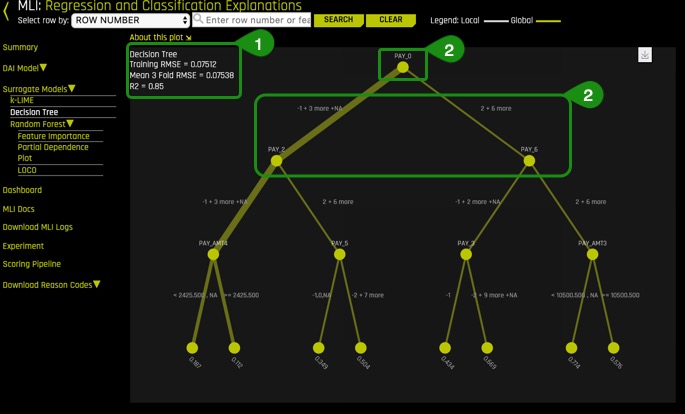 MLI: Regression and Classification Explanations
Select row by: ROW NUMBER Enter row number or fea SEARCH CLEAR Legend: Local Global
About this plot
Summary
DAI Model
Surrogate Models
k-LIME
Decision Tree
Random Forest
Feature Importance
Partial Dependence
Plot
LOCO
Dashboard
MLI Docs
Download MLI Logs
Experiment
Scoring Pipeline
Download Reason Codes
Decision Tree
Training RMSE = 0.07512
Mean 3 Fold RMSE = 0.07538
R2 = 0.85
1
2
2
PAY_0
-1 + 3 more +NA 2 + 6 more
PAY_2 PAY_6
-1 + 3 more +NA 2 + 6 more -1 + 2 more +NA 2 + 6 more
PAY_AMT4 PAY_5 PAY_3 PAY_AMT3
< 2425.500 , NA >= 2425.500 -1,0,NA -2 + 7 more -1 -2 + 9 more +NA < 10500.500 , NA >= 10500.500
0.187 0.112 0.349 0.504 0.434 0.669 0.774 0.576